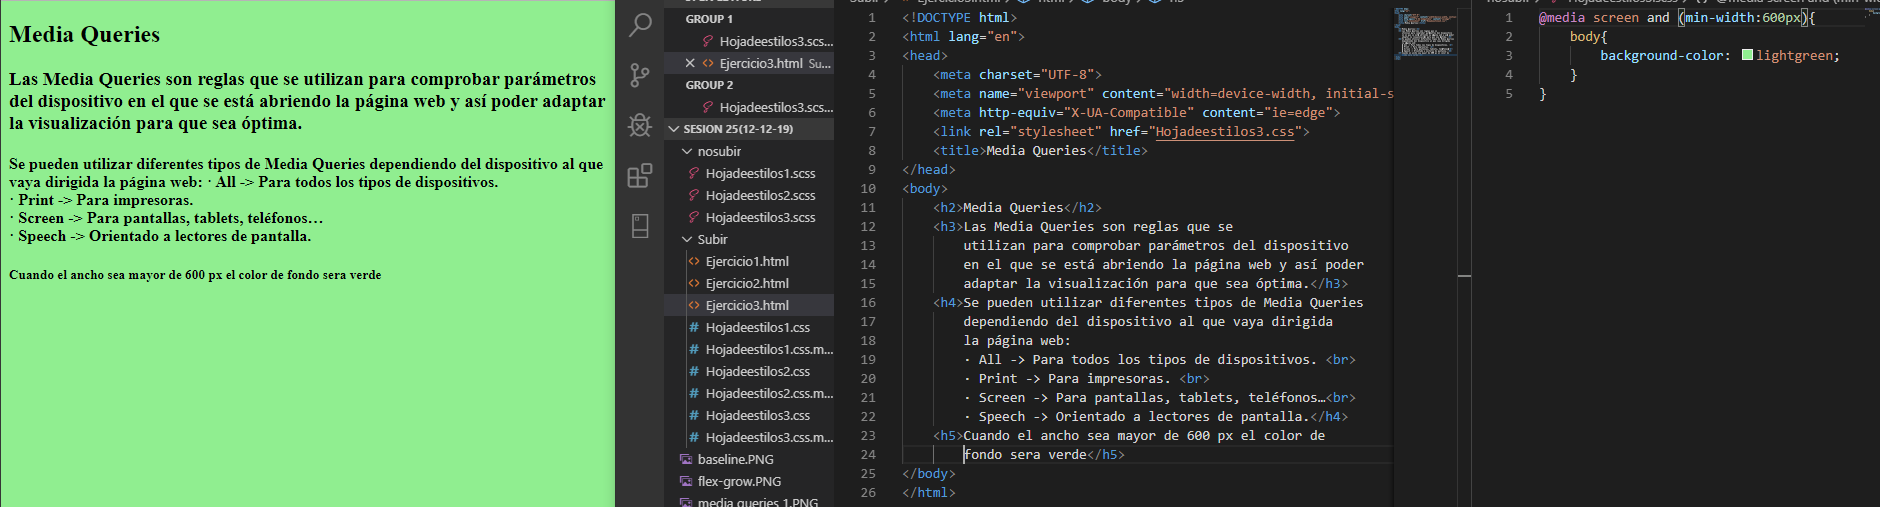 Media Queries
Las Media Queries son reglas que se utilizan para comprobar parámetros
del dispositivo en el que se está abriendo la página web y así poder adaptar
la visualización para que sea óptima.
Se pueden utilizar diferentes tipos de Media Queries dependiendo del dispositivo al que
vaya dirigida la página web: · All -> Para todos los tipos de dispositivos.
· Print -> Para impresoras.
· Screen -> Para pantallas, tablets, teléfonos…
· Speech -> Orientado a lectores de pantalla.
Cuando el ancho sea mayor de 600 px el color de fondo sera verde
GROUP 1
Hojadeestilos3.scs...
Ejercicio3.html Su...
GROUP 2
Hojadeestilos3.scs...
SESION 25(12-12-19)
nosubir
Hojadeestilos1.scss
Hojadeestilos2.scss
Hojadeestilos3.scss
Subir
Ejercicio1.html
Ejercicio2.html
Ejercicio3.html
Hojadeestilos1.css
Hojadeestilos1.css.m...
Hojadeestilos2.css
Hojadeestilos2.css.m...
Hojadeestilos3.css
Hojadeestilos3.css.m...
baseline.PNG
flex-grow.PNG
media queries 1.PNG
1 <!DOCTYPE html>
2 <html lang="en">
3 <head>
4 <meta charset="UTF-8">
5 <meta name="viewport" content="width=device-width, initial-s
6 <meta http-equiv="X-UA-Compatible" content="ie=edge">
7 <link rel="stylesheet" href="Hojadeestilos3.css">
8 <title>Media Queries</title>
9 </head>
10 <body>
11 <h2>Media Queries</h2>
12 <h3>Las Media Queries son reglas que se
13 utilizan para comprobar parámetros del dispositivo
14 en el que se está abriendo la página web y así poder
15 adaptar la visualización para que sea óptima.</h3>
16 <h4>Se pueden utilizar diferentes tipos de Media Queries
17 dependiendo del dispositivo al que vaya dirigida
18 la página web:
19 · All -> Para todos los tipos de dispositivos. <br>
20 · Print -> Para impresoras. <br>
21 · Screen -> Para pantallas, tablets, teléfonos…<br>
22 · Speech -> Orientado a lectores de pantalla.</h4>
23 <h5>Cuando el ancho sea mayor de 600 px el color de
24 fondo sera verde</h5>
25 </body>
26 </html>
1 @media screen and (min-width:600px){
2 body{
3 background-color: lightgreen;
4 }
5 }